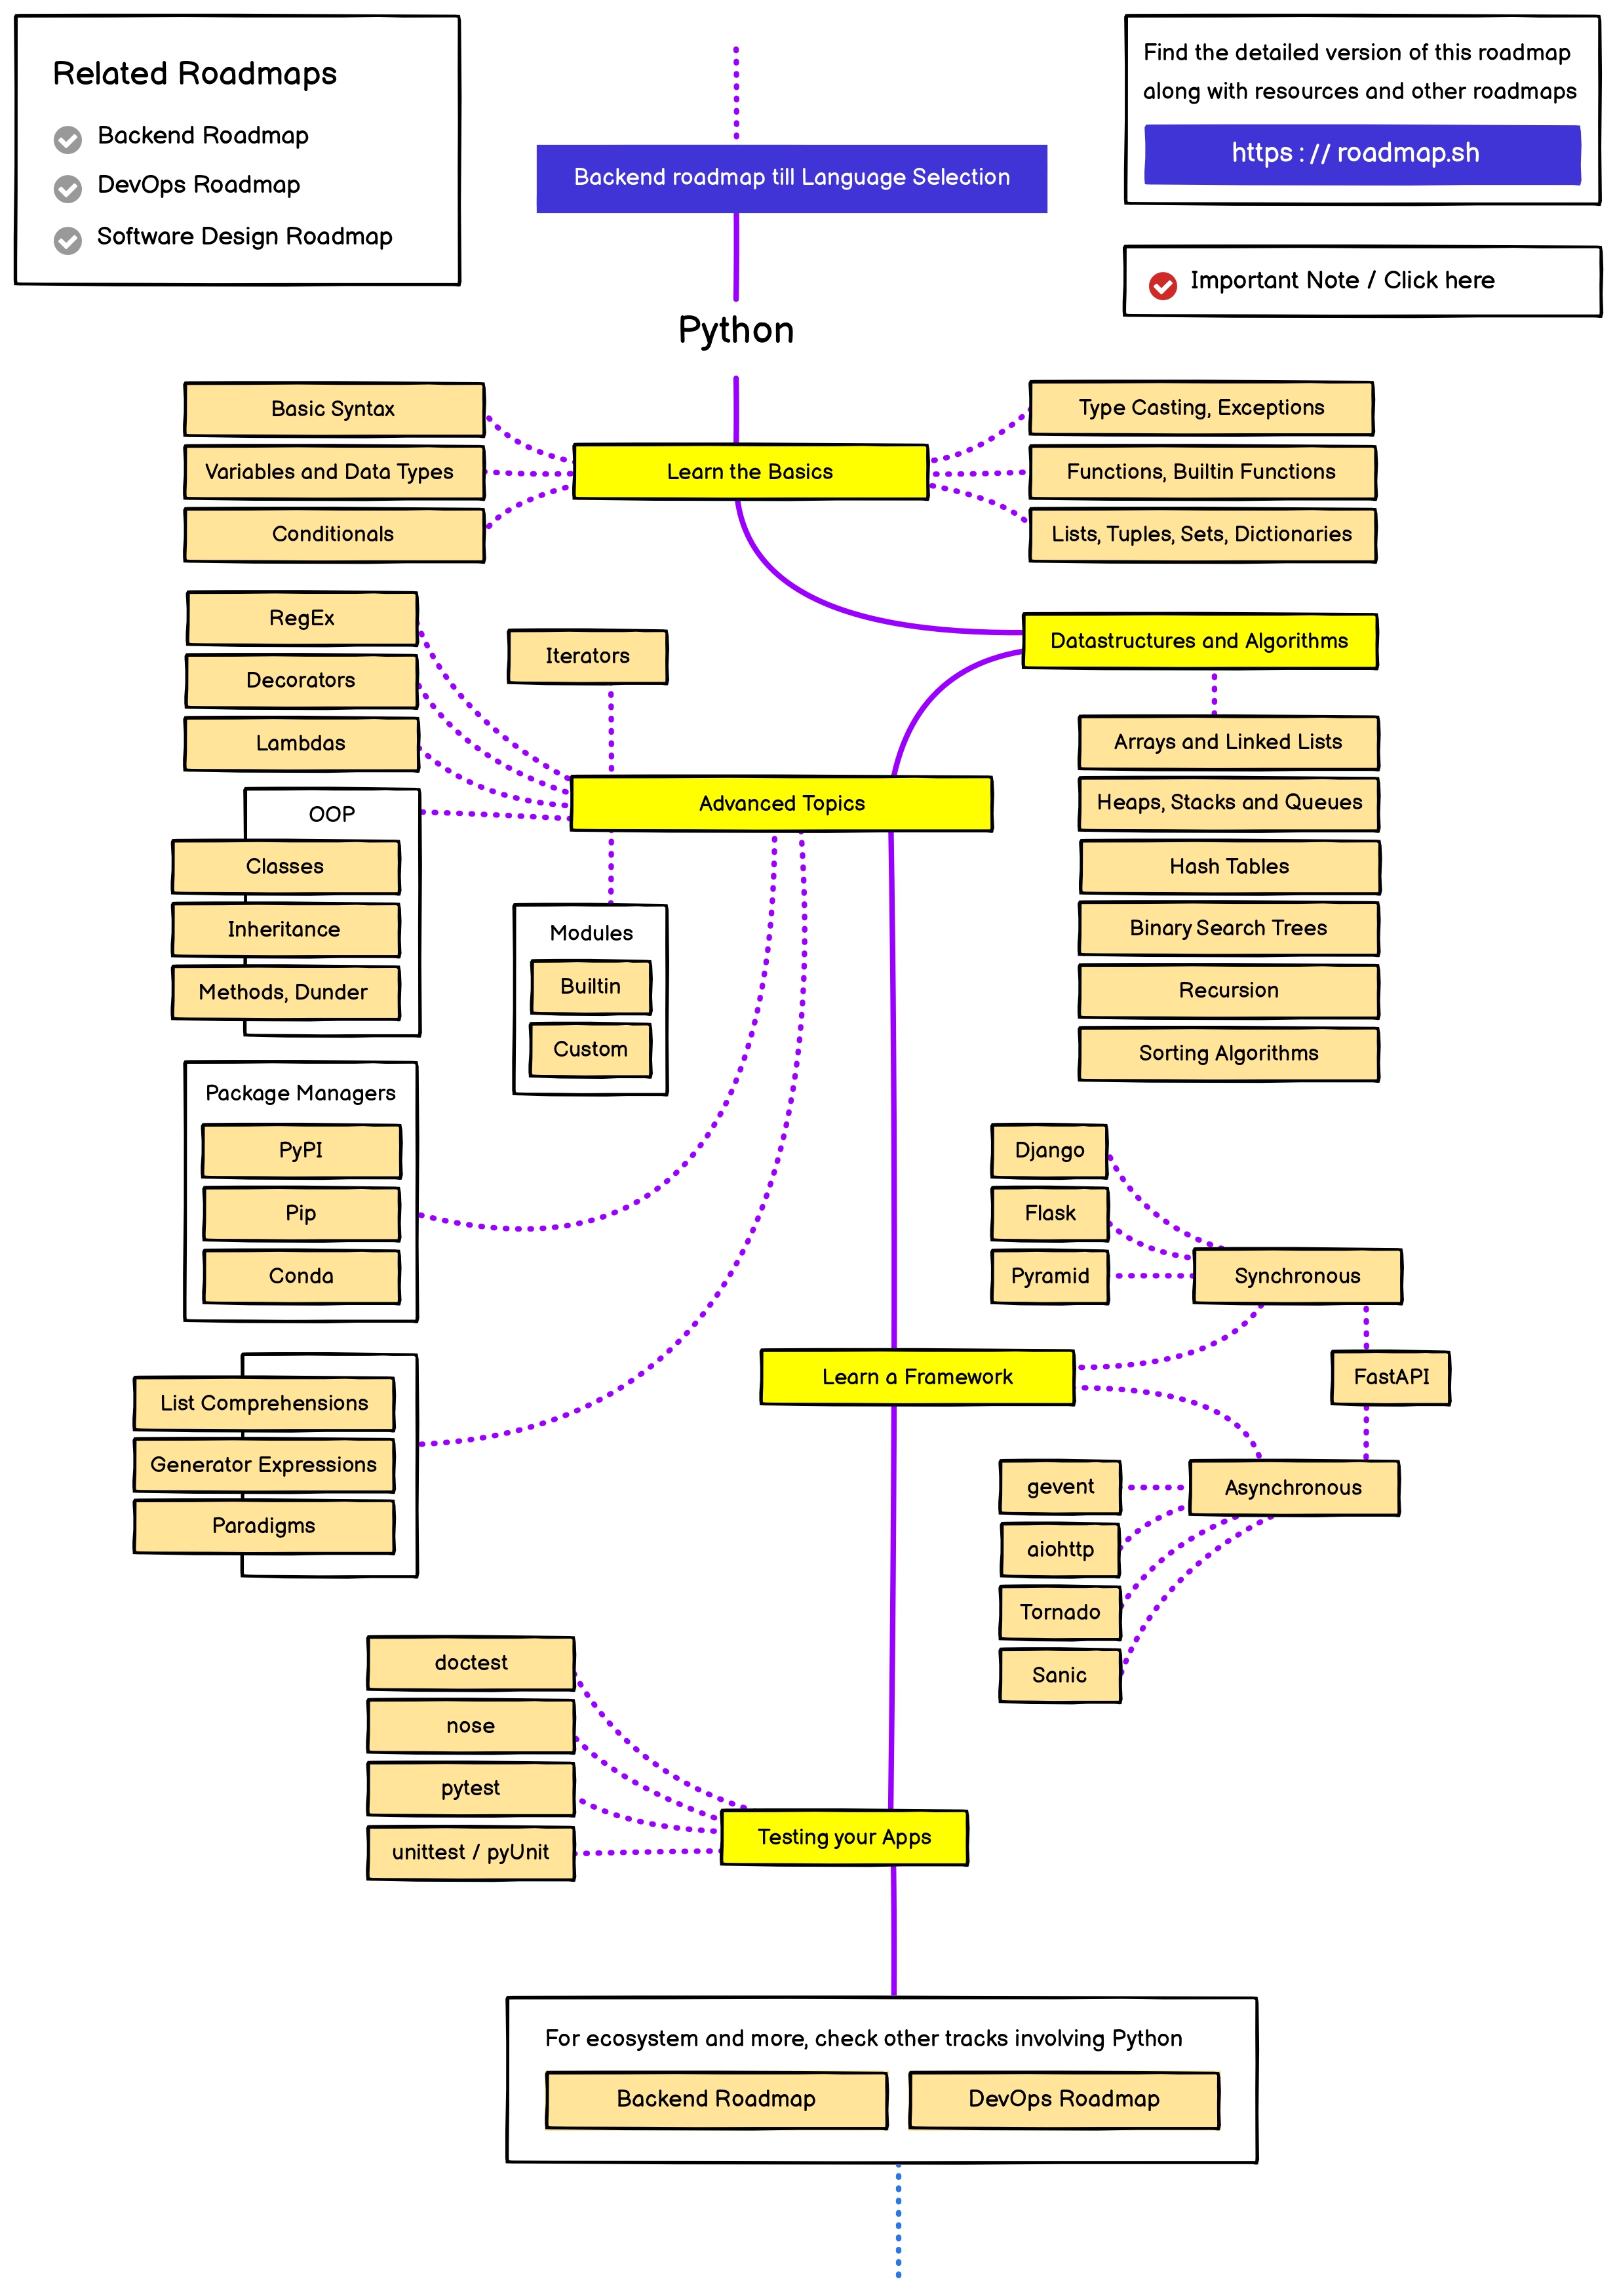 Related Roadmaps
Backend Roadmap
DevOps Roadmap
Software Design Roadmap
Backend roadmap till Language Selection
Find the detailed version of this roadmap
along with resources and other roadmaps
https : // roadmap.sh
Important Note / Click here
Python
Basic Syntax
Variables and Data Types
Conditionals
Learn the Basics
Type Casting, Exceptions
Functions, Builtin Functions
Lists, Tuples, Sets, Dictionaries
RegEx
Decorators
Lambdas
Iterators
Datastructures and Algorithms
Arrays and Linked Lists
Heaps, Stacks and Queues
Hash Tables
Binary Search Trees
Recursion
Sorting Algorithms
Advanced Topics
OOP
Classes
Inheritance
Methods, Dunder
Modules
Builtin
Custom
Package Managers
PyPI
Pip
Conda
List Comprehensions
Generator Expressions
Paradigms
Django
Flask
Pyramid
Synchronous
Learn a Framework
FastAPI
gevent
aiohttp
Tornado
Sanic
Asynchronous
doctest
nose
pytest
unittest / pyUnit
Testing your Apps
For ecosystem and more, check other tracks involving Python
Backend Roadmap
DevOps Roadmap